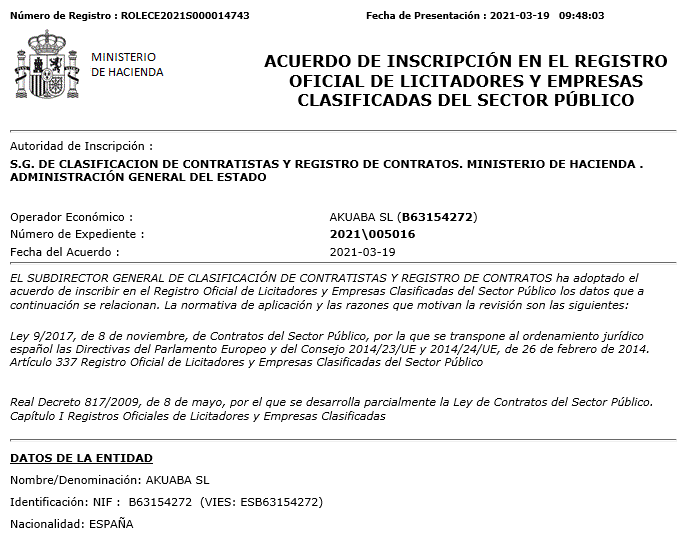 Número de Registro : ROLECE2021S000014743 Fecha de Presentación : 2021-03-19 09:48:03
MINISTERIO
DE HACIENDA
ACUERDO DE INSCRIPCIÓN EN EL REGISTRO
OFICIAL DE LICITADORES Y EMPRESAS
CLASIFICADAS DEL SECTOR PÚBLICO
Autoridad de Inscripción :
S.G. DE CLASIFICACION DE CONTRATISTAS Y REGISTRO DE CONTRATOS. MINISTERIO DE HACIENDA .
ADMINISTRACIÓN GENERAL DEL ESTADO
Operador Económico : AKUABA SL (B63154272)
Número de Expediente : 2021\005016
Fecha del Acuerdo : 2021-03-19
EL SUBDIRECTOR GENERAL DE CLASIFICACIÓN DE CONTRATISTAS Y REGISTRO DE CONTRATOS ha adoptado el
acuerdo de inscribir en el Registro Oficial de Licitadores y Empresas Clasificadas del Sector Público los datos que a
continuación se relacionan. La normativa de aplicación y las razones que motivan la revisión son las siguientes:
Ley 9/2017, de 8 de noviembre, de Contratos del Sector Público, por la que se transpone al ordenamiento jurídico
español las Directivas del Parlamento Europeo y del Consejo 2014/23/UE y 2014/24/UE, de 26 de febrero de 2014.
Artículo 337 Registro Oficial de Licitadores y Empresas Clasificadas del Sector Público
Real Decreto 817/2009, de 8 de mayo, por el que se desarrolla parcialmente la Ley de Contratos del Sector Público.
Capítulo I Registros Oficiales de Licitadores y Empresas Clasificadas
DATOS DE LA ENTIDAD
Nombre/Denominación: AKUABA SL
Identificación: NIF : B63154272 (VIES: ESB63154272)
Nacionalidad: ESPAÑA